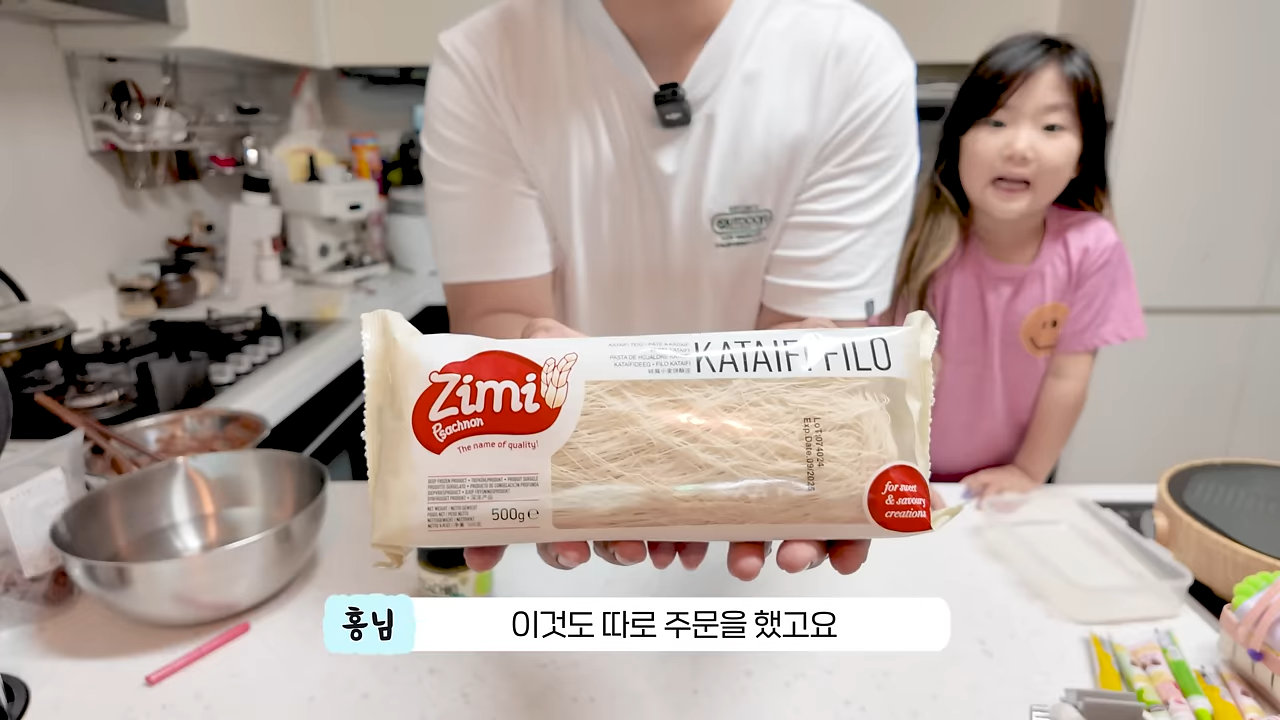 OUTDOOR
KATAIFI FILO
Zimi
Psachnon
The name of quality!
LoT:074024
Exp.Date:09/2025
500g℮
for sweet
& savoury
creations
홍님
이것도 따로 주문을 했고요